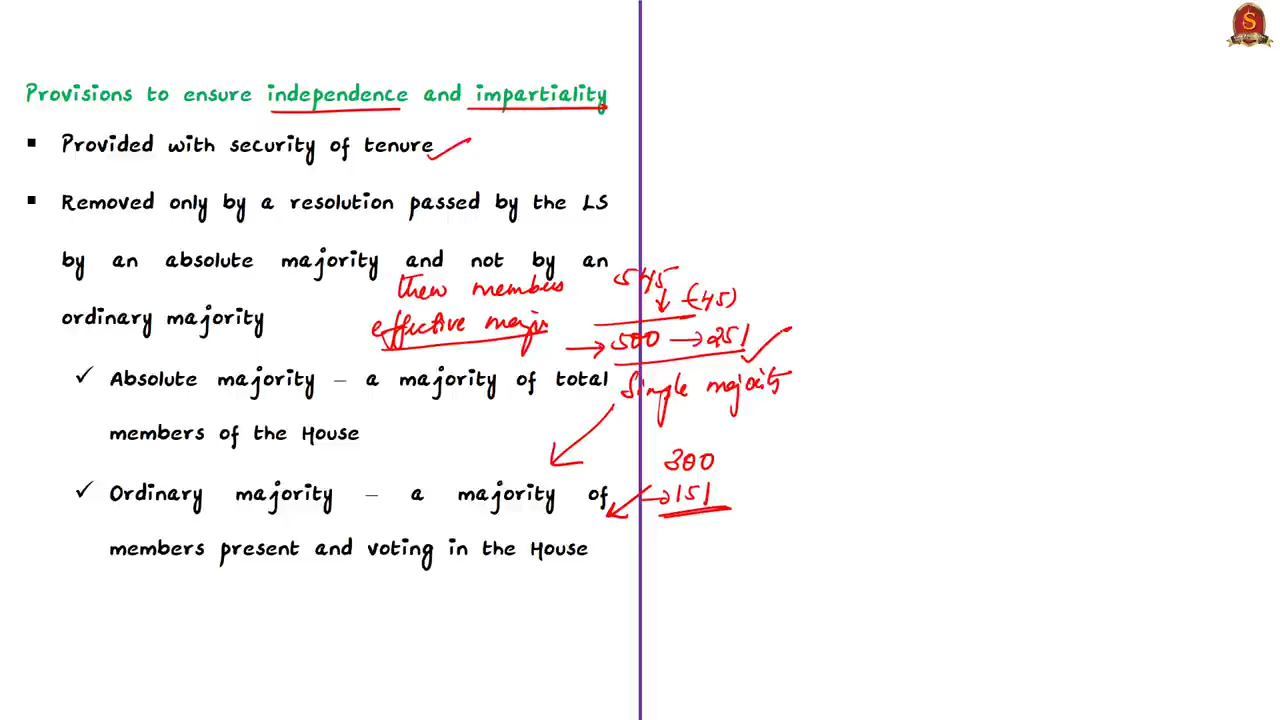 Provisions to ensure independence and impartiality
▪ Provided with security of tenure
▪ Removed only by a resolution passed by the LS
by an absolute majority and not by an
ordinary majority
then members
effective majo
545
(-45)
500 → 251
Simple majority
✓ Absolute majority – a majority of total
members of the House
300
→ 151
✓ Ordinary majority – a majority of
members present and voting in the House
S